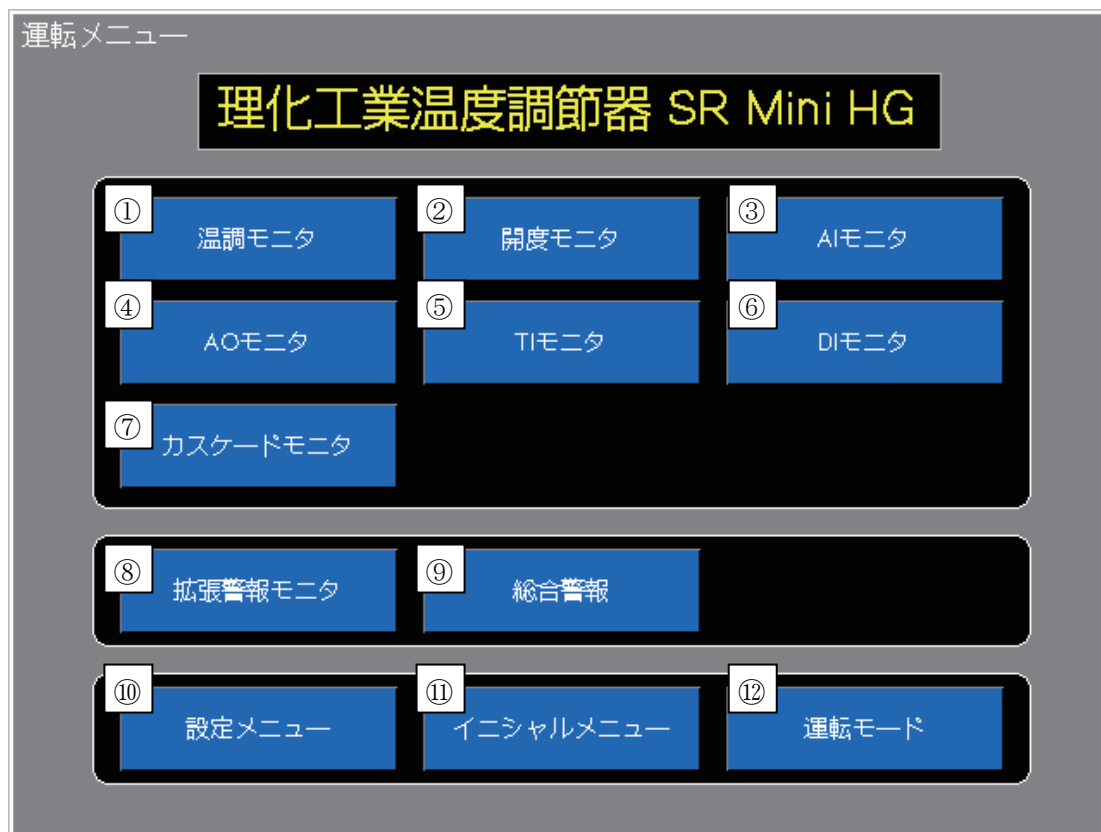 運転メニュー
理化工業温度調節器 SR Mini HG
① 温調モニタ
② 開度モニタ
③ AIモニタ
④ AOモニタ
⑤ TIモニタ
⑥ DIモニタ
⑦ カスケードモニタ
⑧ 拡張警報モニタ
⑨ 総合警報
⑩ 設定メニュー
⑪ イニシャルメニュー
⑫ 運転モード